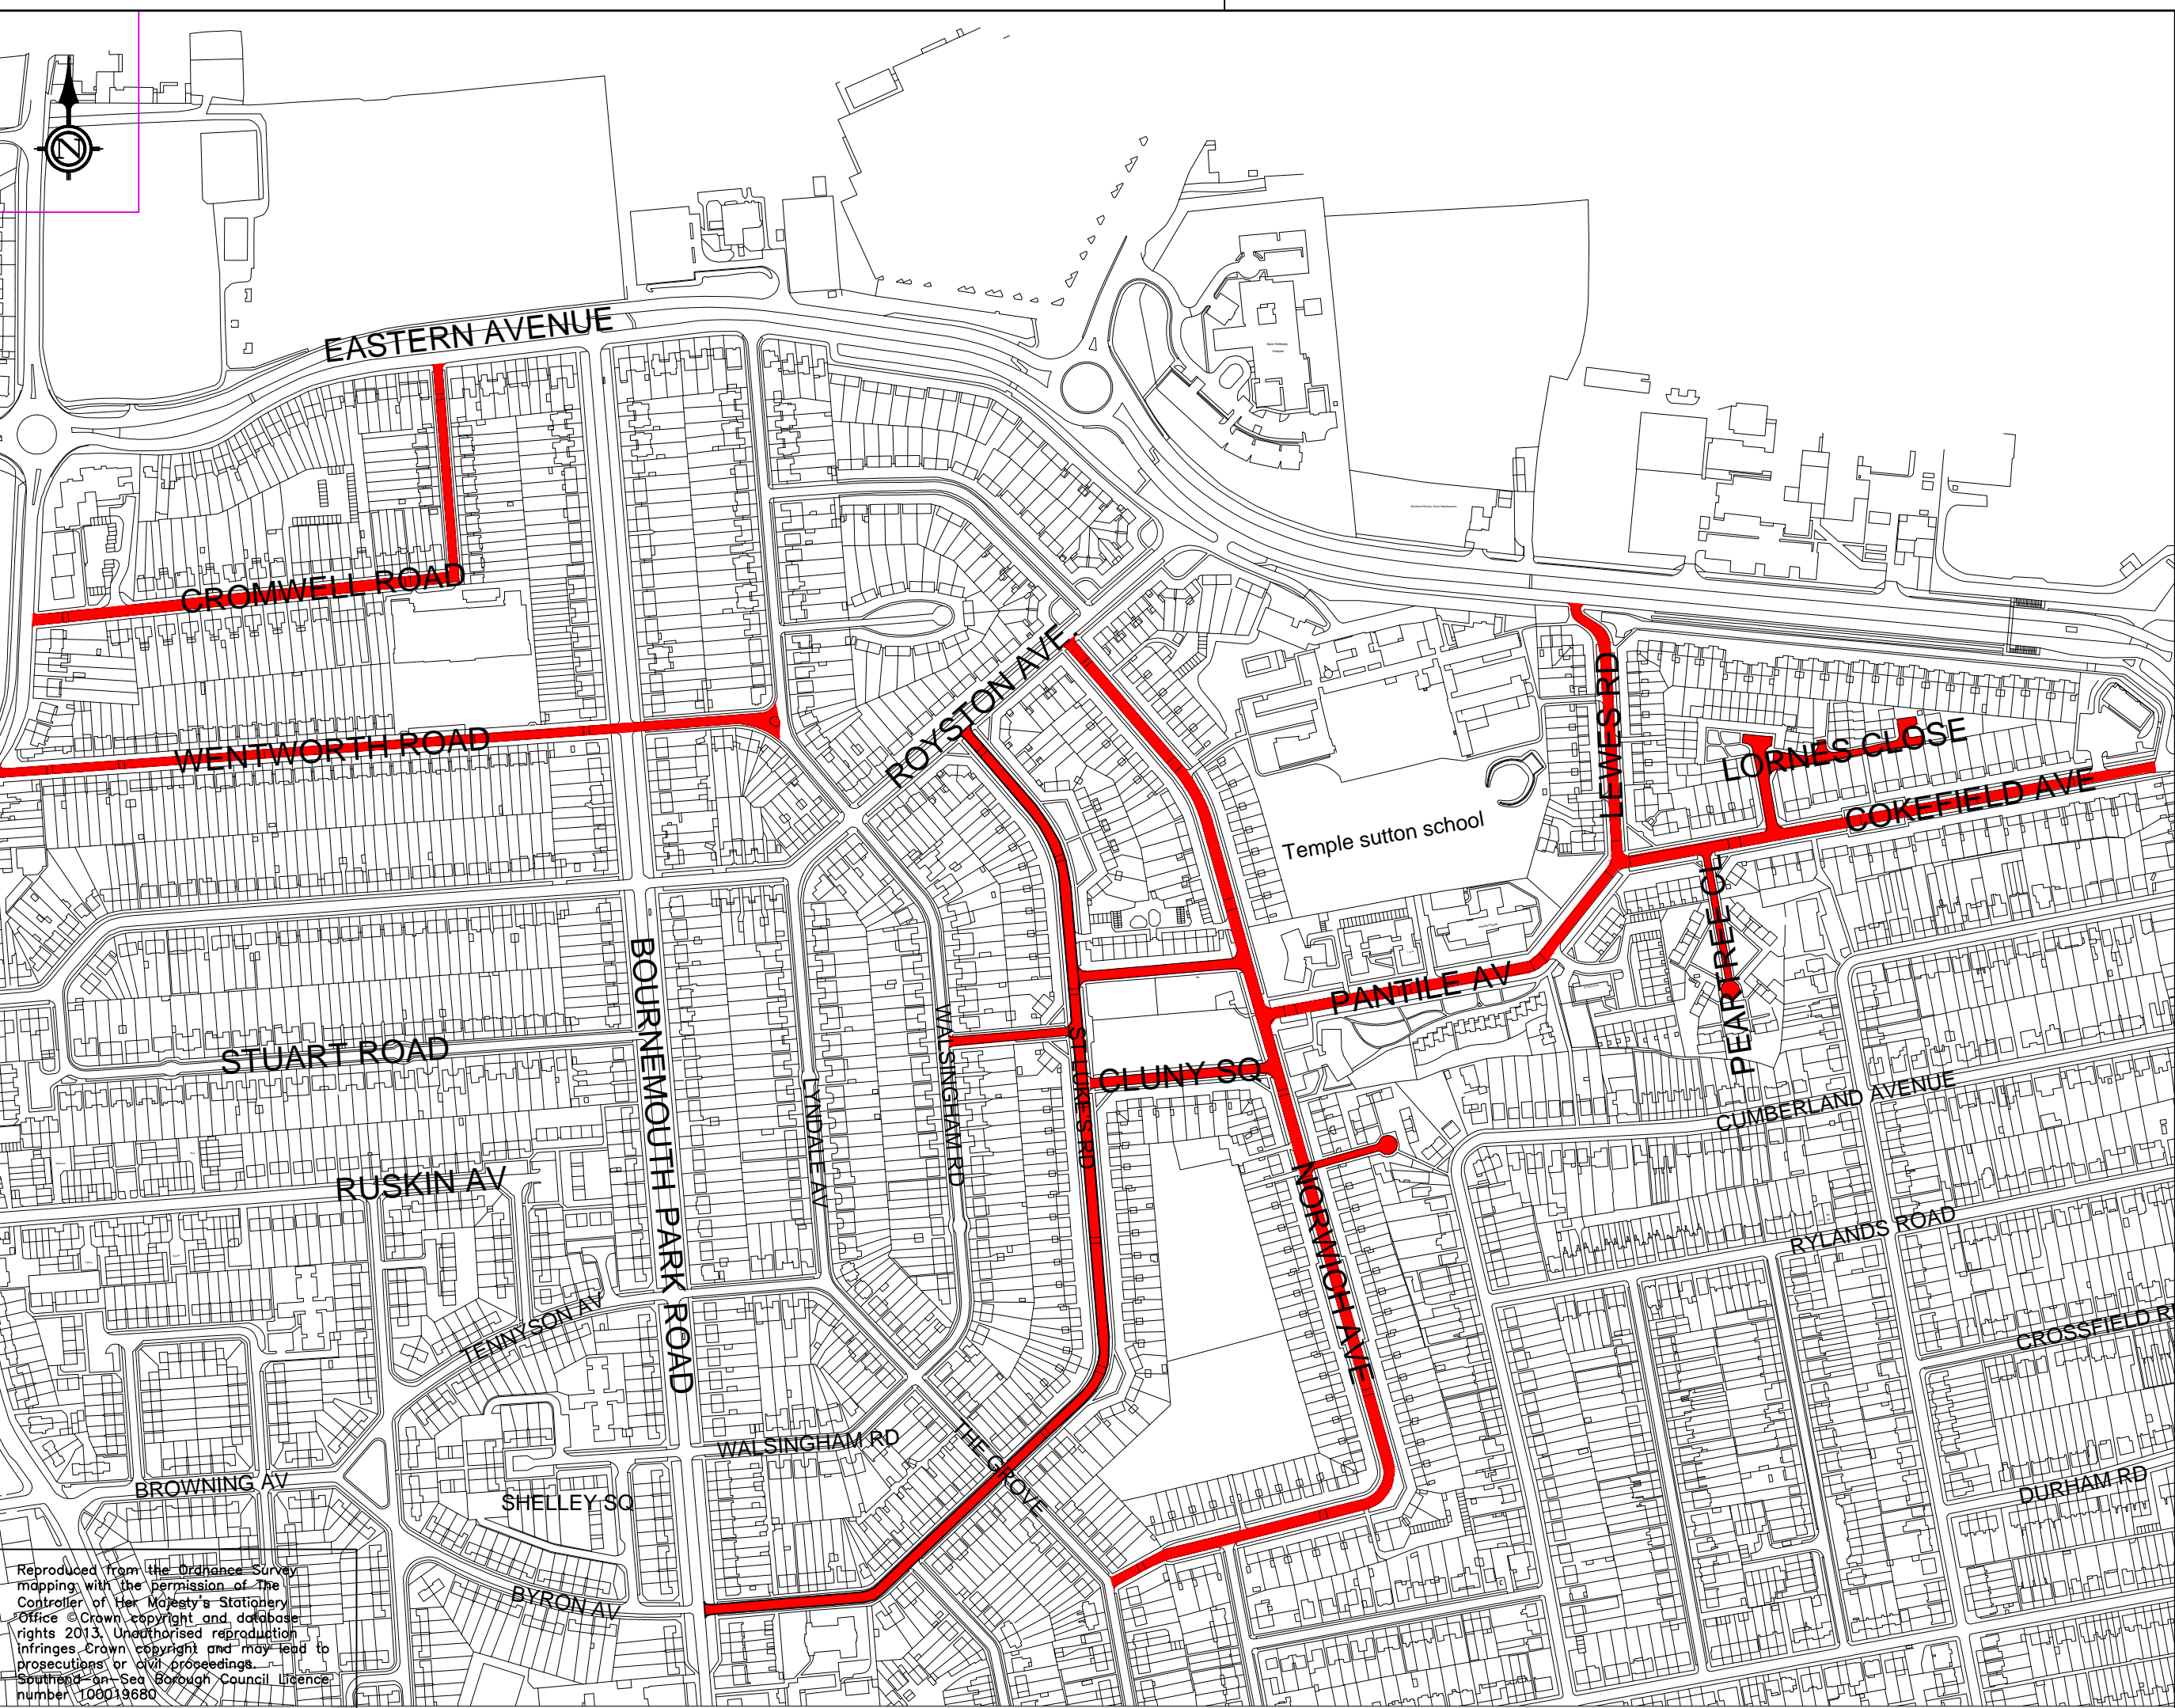 N
EASTERN AVENUE
CROMWELL ROAD
WENTWORTH ROAD
ROYSTON AVE.
LEWES RD
LORNES CLOSE
COKEFIELD AVE
Temple sutton school
PEARTREE CL
PANTILE AV
BOURNEMOUTH PARK ROAD
STUART ROAD
LYNDALE AV
WALSINGHAM RD
ST LUKE'S RD
CLUNY SQ
CUMBERLAND AVENUE
RUSKIN AV
NORWICH AVE
RYLANDS ROAD
TENNYSON AV
CROSSFIELD R
WALSINGHAM RD
THE GROVE
BROWNING AV
SHELLEY SQ
DURHAM RD
BYRON AV
Reproduced from the Ordnance Survey
mapping with the permission of The
Controller of Her Majesty's Stationery
Office © Crown copyright and database
rights 2013. Unauthorised reproduction
infringes Crown copyright and may lead to
prosecutions or civil proceedings.
Southend-on-Sea Borough Council Licence
number 100019680